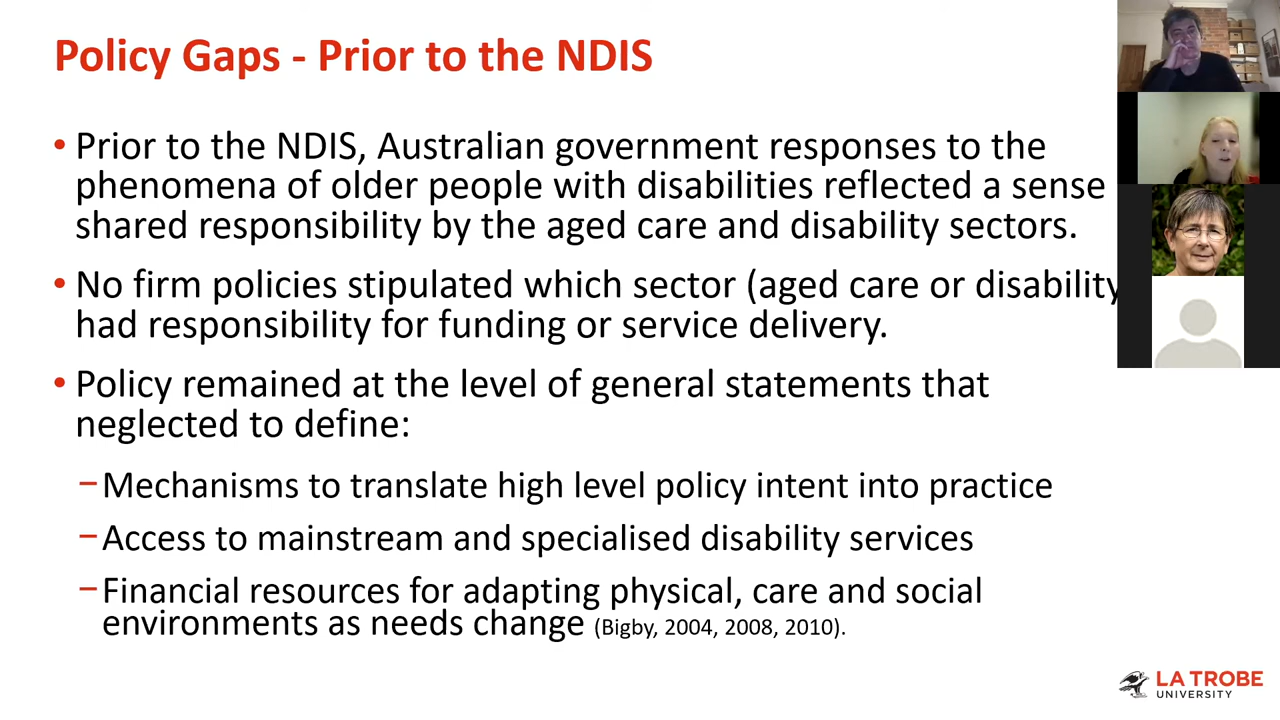 Policy Gaps - Prior to the NDIS
• Prior to the NDIS, Australian government responses to the
phenomena of older people with disabilities reflected a sense
shared responsibility by the aged care and disability sectors.
• No firm policies stipulated which sector (aged care or disability
had responsibility for funding or service delivery.
• Policy remained at the level of general statements that
neglected to define:
−Mechanisms to translate high level policy intent into practice
−Access to mainstream and specialised disability services
−Financial resources for adapting physical, care and social
environments as needs change (Bigby, 2004, 2008, 2010).
LA TROBE
UNIVERSITY